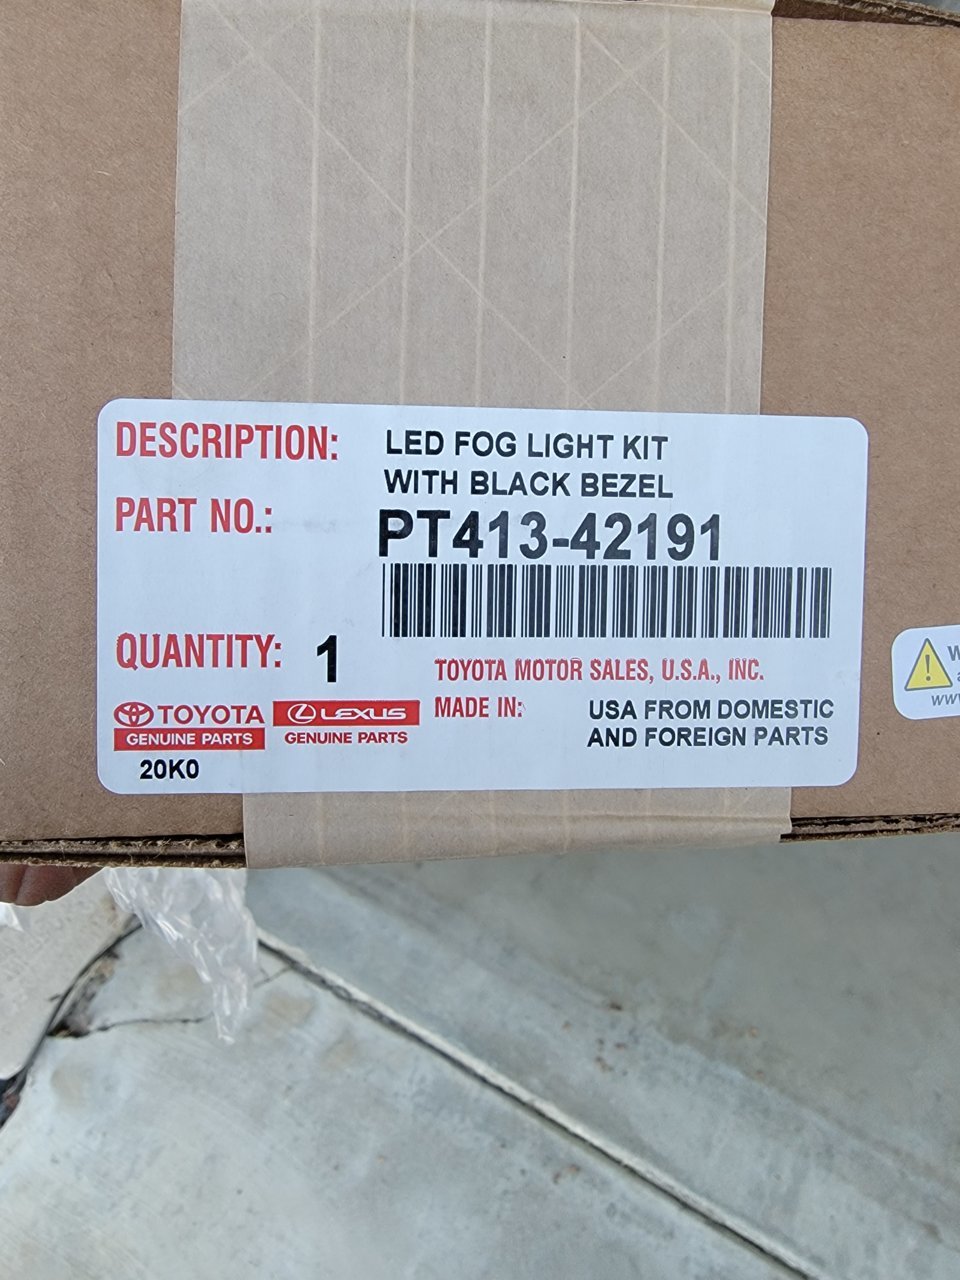 DESCRIPTION: LED FOG LIGHT KIT
WITH BLACK BEZEL
PART NO.: PT413-42191
QUANTITY: 1
TOYOTA MOTOR SALES, U.S.A., INC.
MADE IN: USA FROM DOMESTIC
AND FOREIGN PARTS
TOYOTA
GENUINE PARTS
LEXUS
GENUINE PARTS
20K0